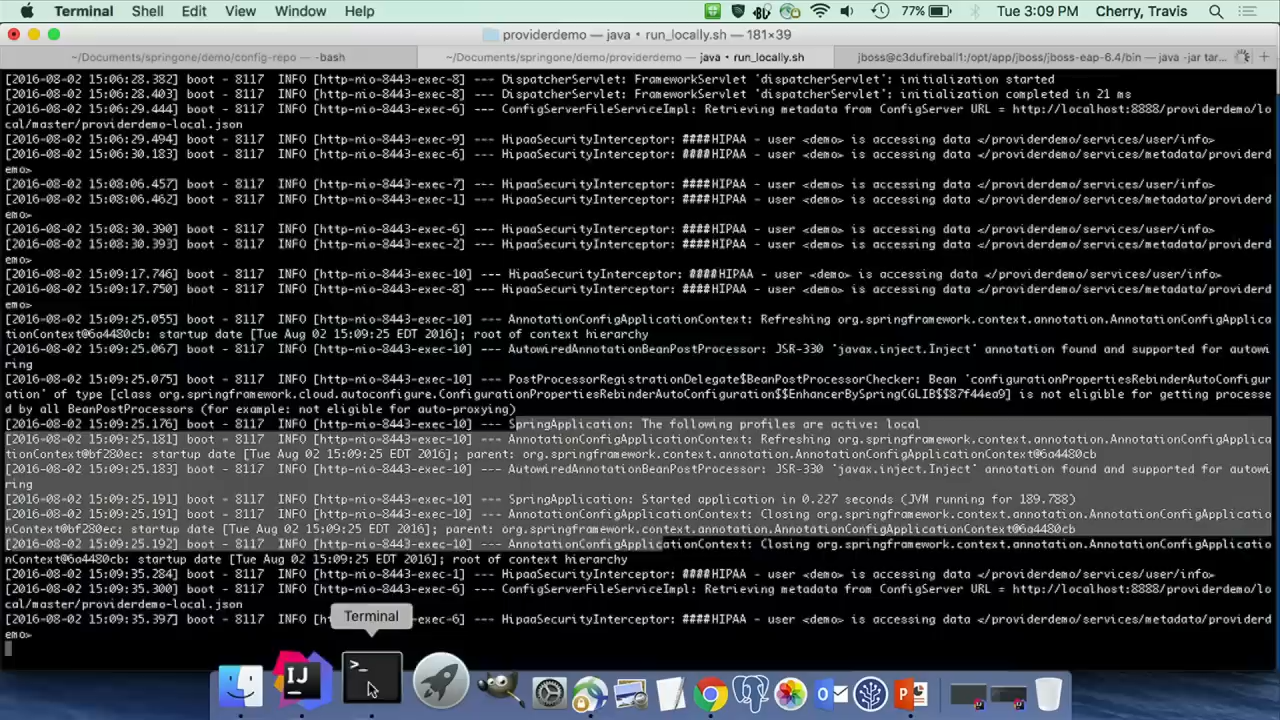 Terminal Shell Edit View Window Help 77% Tue 3:09 PM Cherry, Travis
providerdemo — java • run_locally.sh — 181×39
~/Documents/springone/demo/config-repo — -bash ~/Documents/springone/demo/providerdemo — java • run_locally.sh jboss@c3dufireball1:/opt/app/jboss/jboss-eap-6.4/bin — java -jar tar...
[2016-08-02 15:06:28.382] boot - 8117 INFO [http-nio-8443-exec-8] --- DispatcherServlet: FrameworkServlet 'dispatcherServlet': initialization started
[2016-08-02 15:06:28.403] boot - 8117 INFO [http-nio-8443-exec-8] --- DispatcherServlet: FrameworkServlet 'dispatcherServlet': initialization completed in 21 ms
[2016-08-02 15:06:29.444] boot - 8117 INFO [http-nio-8443-exec-6] --- ConfigServerFileServiceImpl: Retrieving metadata from ConfigServer URL = http://localhost:8888/providerdemo/lo
cal/master/providerdemo-local.json
[2016-08-02 15:06:29.494] boot - 8117 INFO [http-nio-8443-exec-9] --- HipaaSecurityInterceptor: ####HIPAA - user <demo> is accessing data </providerdemo/services/user/info>
[2016-08-02 15:06:30.183] boot - 8117 INFO [http-nio-8443-exec-6] --- HipaaSecurityInterceptor: ####HIPAA - user <demo> is accessing data </providerdemo/services/metadata/providerd
emo>
[2016-08-02 15:08:06.457] boot - 8117 INFO [http-nio-8443-exec-7] --- HipaaSecurityInterceptor: ####HIPAA - user <demo> is accessing data </providerdemo/services/user/info>
[2016-08-02 15:08:06.462] boot - 8117 INFO [http-nio-8443-exec-1] --- HipaaSecurityInterceptor: ####HIPAA - user <demo> is accessing data </providerdemo/services/metadata/providerd
emo>
[2016-08-02 15:08:30.390] boot - 8117 INFO [http-nio-8443-exec-6] --- HipaaSecurityInterceptor: ####HIPAA - user <demo> is accessing data </providerdemo/services/user/info>
[2016-08-02 15:08:30.393] boot - 8117 INFO [http-nio-8443-exec-2] --- HipaaSecurityInterceptor: ####HIPAA - user <demo> is accessing data </providerdemo/services/metadata/providerd
emo>
[2016-08-02 15:09:17.746] boot - 8117 INFO [http-nio-8443-exec-10] --- HipaaSecurityInterceptor: ####HIPAA - user <demo> is accessing data </providerdemo/services/user/info>
[2016-08-02 15:09:17.750] boot - 8117 INFO [http-nio-8443-exec-8] --- HipaaSecurityInterceptor: ####HIPAA - user <demo> is accessing data </providerdemo/services/metadata/providerd
emo>
[2016-08-02 15:09:25.055] boot - 8117 INFO [http-nio-8443-exec-10] --- AnnotationConfigApplicationContext: Refreshing org.springframework.context.annotation.AnnotationConfigApplica
tionContext@6a4480cb: startup date [Tue Aug 02 15:09:25 EDT 2016]; root of context hierarchy
[2016-08-02 15:09:25.067] boot - 8117 INFO [http-nio-8443-exec-10] --- AutowiredAnnotationBeanPostProcessor: JSR-330 'javax.inject.Inject' annotation found and supported for autowi
ring
[2016-08-02 15:09:25.075] boot - 8117 INFO [http-nio-8443-exec-10] --- PostProcessorRegistrationDelegate$BeanPostProcessorChecker: Bean 'configurationPropertiesRebinderAutoConfigur
ation' of type [class org.springframework.cloud.autoconfigure.ConfigurationPropertiesRebinderAutoConfiguration$$EnhancerBySpringCGLIB$$87f44ea9] is not eligible for getting processe
d by all BeanPostProcessors (for example: not eligible for auto-proxying)
[2016-08-02 15:09:25.176] boot - 8117 INFO [http-nio-8443-exec-10] --- SpringApplication: The following profiles are active: local
[2016-08-02 15:09:25.181] boot - 8117 INFO [http-nio-8443-exec-10] --- AnnotationConfigApplicationContext: Refreshing org.springframework.context.annotation.AnnotationConfigApplica
tionContext@bf280ec: startup date [Tue Aug 02 15:09:25 EDT 2016]; parent: org.springframework.context.annotation.AnnotationConfigApplicationContext@6a4480cb
[2016-08-02 15:09:25.183] boot - 8117 INFO [http-nio-8443-exec-10] --- AutowiredAnnotationBeanPostProcessor: JSR-330 'javax.inject.Inject' annotation found and supported for autowi
ring
[2016-08-02 15:09:25.191] boot - 8117 INFO [http-nio-8443-exec-10] --- SpringApplication: Started application in 0.227 seconds (JVM running for 189.788)
[2016-08-02 15:09:25.191] boot - 8117 INFO [http-nio-8443-exec-10] --- AnnotationConfigApplicationContext: Closing org.springframework.context.annotation.AnnotationConfigApplicatio
nContext@bf280ec: startup date [Tue Aug 02 15:09:25 EDT 2016]; parent: org.springframework.context.annotation.AnnotationConfigApplicationContext@6a4480cb
[2016-08-02 15:09:25.192] boot - 8117 INFO [http-nio-8443-exec-10] --- AnnotationConfigApplicationContext: Closing org.springframework.context.annotation.AnnotationConfigApplicatio
nContext@6a4480cb: startup date [Tue Aug 02 15:09:25 EDT 2016]; root of context hierarchy
[2016-08-02 15:09:35.284] boot - 8117 INFO [http-nio-8443-exec-1] --- HipaaSecurityInterceptor: ####HIPAA - user <demo> is accessing data </providerdemo/services/user/info>
[2016-08-02 15:09:35.300] boot - 8117 INFO [http-nio-8443-exec-6] --- ConfigServerFileServiceImpl: Retrieving metadata from ConfigServer URL = http://localhost:8888/providerdemo/lo
cal/master/providerdemo-local.json
[2016-08-02 15:09:35.397] boot - 8117 INFO [ht -exec-6] --- HipaaSecurityInterceptor: ####HIPAA - user <demo> is accessing data </providerdemo/services/metadata/providerd
emo>
Terminal
IJ
>_